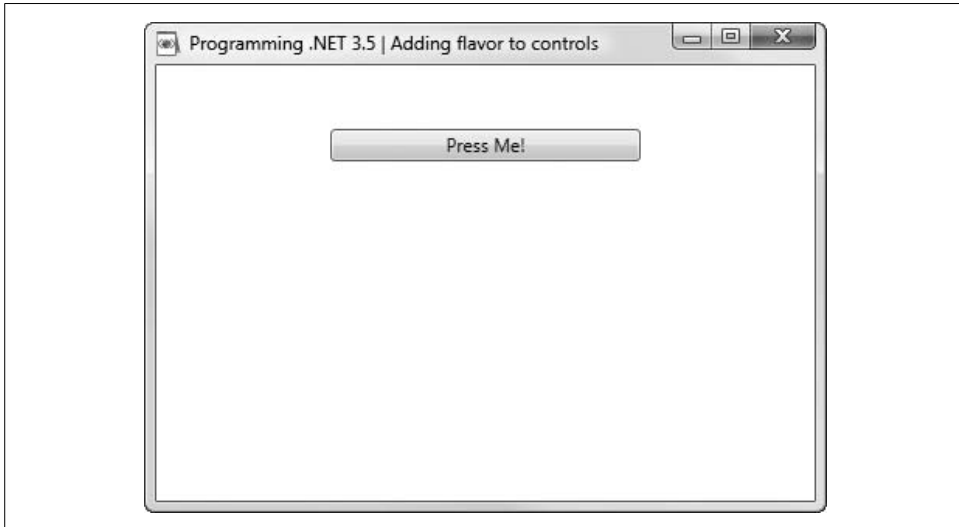 Programming .NET 3.5 | Adding flavor to controls
Press Me!